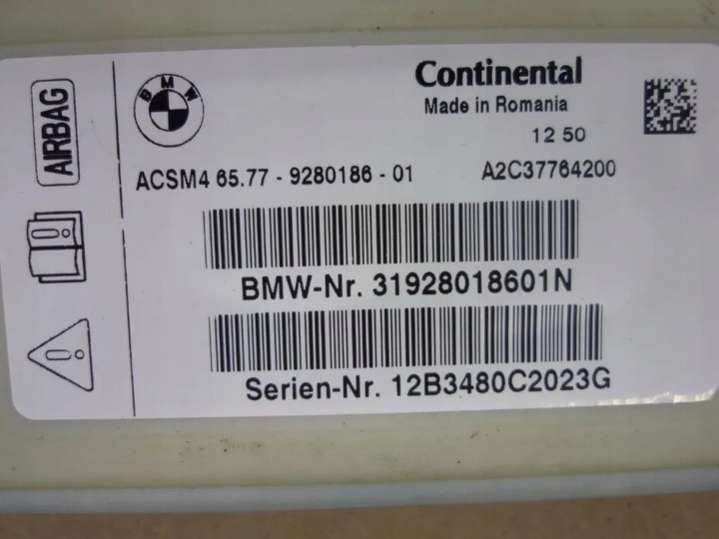 AIRBAG
BMW
Continental
Made in Romania
12 50
ACSM4 65.77 - 9280186 - 01
A2C37764200
BMW-Nr. 31928018601N
Serien-Nr. 12B3480C2023G